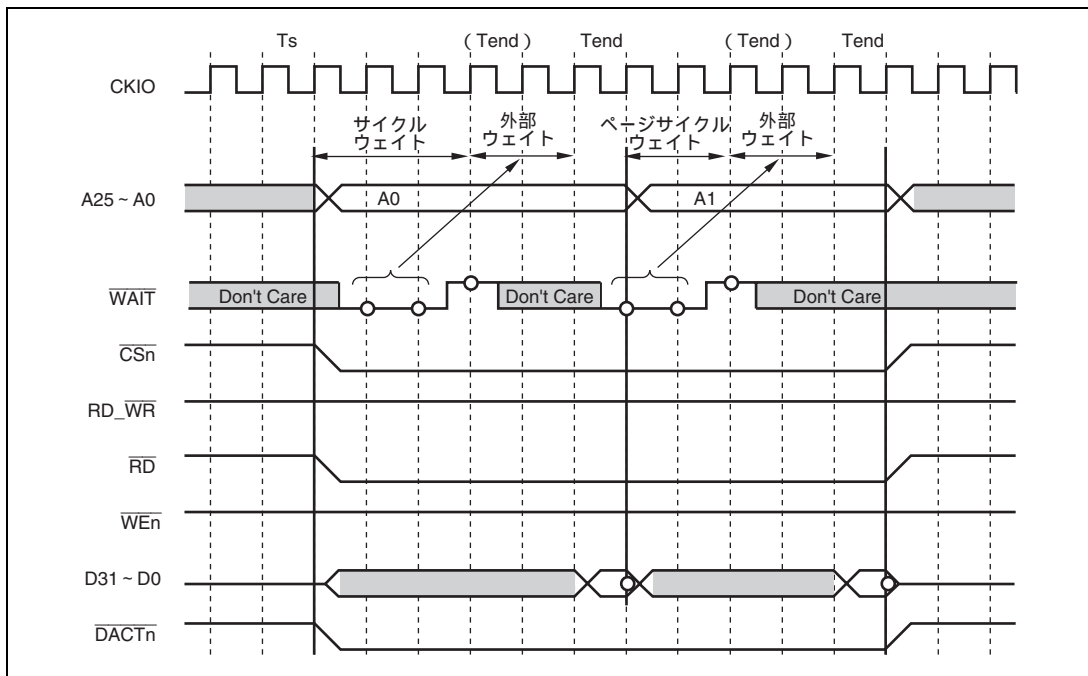 Ts ( Tend ) Tend ( Tend ) Tend
CKIO
サイクル
ウェイト
外部
ウェイト
ページサイクル
ウェイト
外部
ウェイト
A25 ~ A0
A0
A1
WAIT
Don't Care
Don't Care
Don't Care
CSn
RD_WR
RD
WEn
D31 ~ D0
DACTn